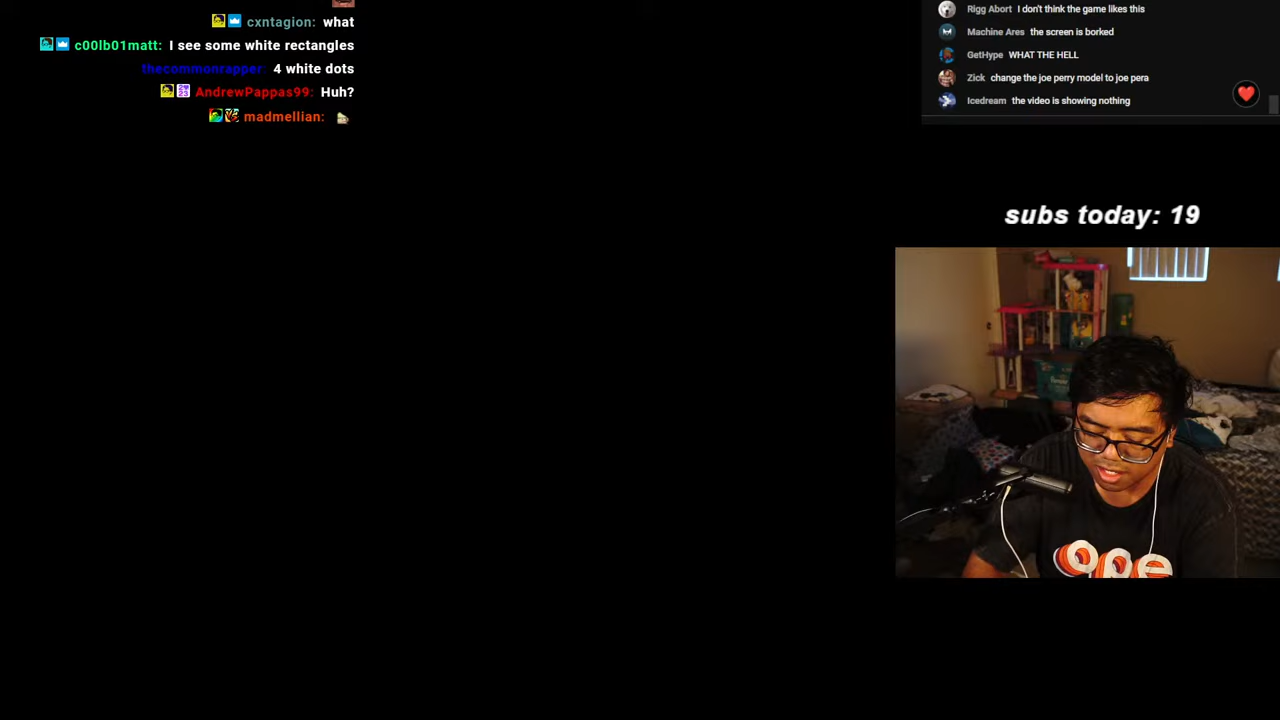 cxntagion: what
c00lb01matt: I see some white rectangles
thecommonrapper: 4 white dots
AndrewPappas99: Huh?
madmellian:
Rigg Abort I don't think the game likes this
Machine Ares the screen is borked
GetHype WHAT THE HELL
Zick change the joe perry model to joe pera
Icedream the video is showing nothing
subs today: 19
ope